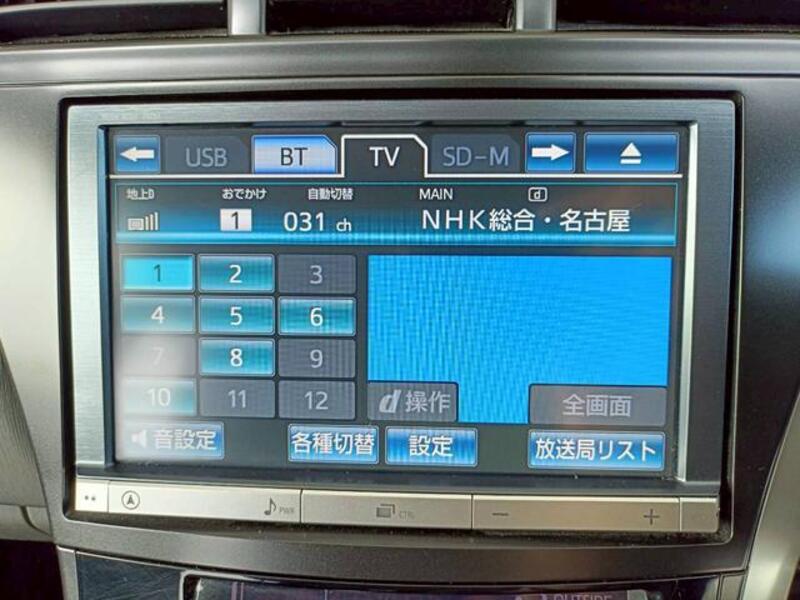 USB BT TV SD-M
地上D おでかけ 自動切替 MAIN d
1 031 ch NHK総合・名古屋
1 2 3
4 5 6
7 8 9
10 11 12
d操作 全画面
音設定 各種切替 設定 放送局リスト
PWR CTRL − +
OUTSIDE